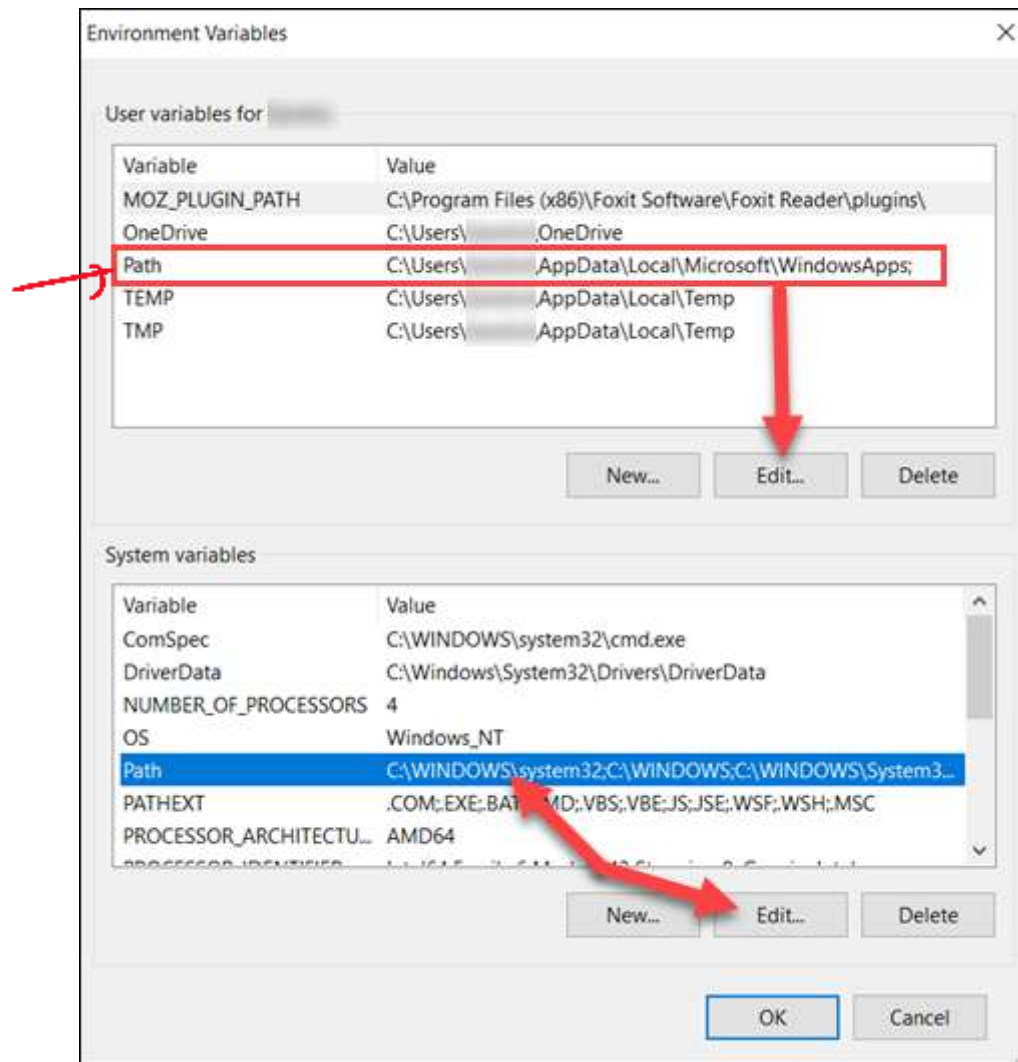 Environment Variables
User variables for
Variable Value
MOZ_PLUGIN_PATH C:\Program Files (x86)\Foxit Software\Foxit Reader\plugins\
OneDrive C:\Users\ OneDrive
Path C:\Users\ AppData\Local\Microsoft\WindowsApps;
TEMP C:\Users\ AppData\Local\Temp
TMP C:\Users\ AppData\Local\Temp
New... Edit... Delete
System variables
Variable Value
ComSpec C:\WINDOWS\system32\cmd.exe
DriverData C:\Windows\System32\Drivers\DriverData
NUMBER_OF_PROCESSORS 4
OS Windows_NT
Path C:\WINDOWS\system32;C:\WINDOWS;C:\WINDOWS\System3...
PATHEXT .COM;.EXE;.BAT MD;.VBS;.VBE;.JS;.JSE;.WSF;.WSH;.MSC
PROCESSOR_ARCHITECTU... AMD64
New... Edit... Delete
OK Cancel